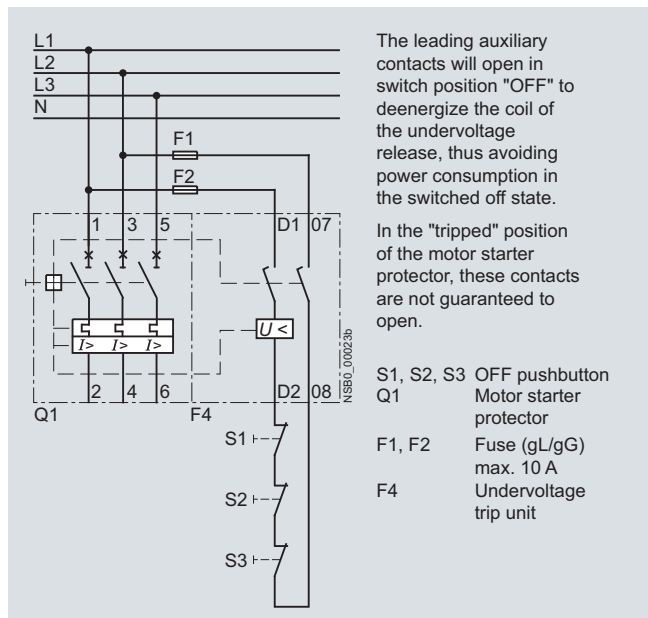 L1
L2
L3
N
F1
F2
1 3 5 D1 07
I> I> I> U <
2 4 6 D2 08
Q1 F4
NSB0_00023b
S1
S2
S3
The leading auxiliary
contacts will open in
switch position "OFF" to
deenergize the coil of
the undervoltage
release, thus avoiding
power consumption in
the switched off state.
In the "tripped" position
of the motor starter
protector, these contacts
are not guaranteed to
open.
S1, S2, S3 OFF pushbutton
Q1 Motor starter
protector
F1, F2 Fuse (gL/gG)
max. 10 A
F4 Undervoltage
trip unit